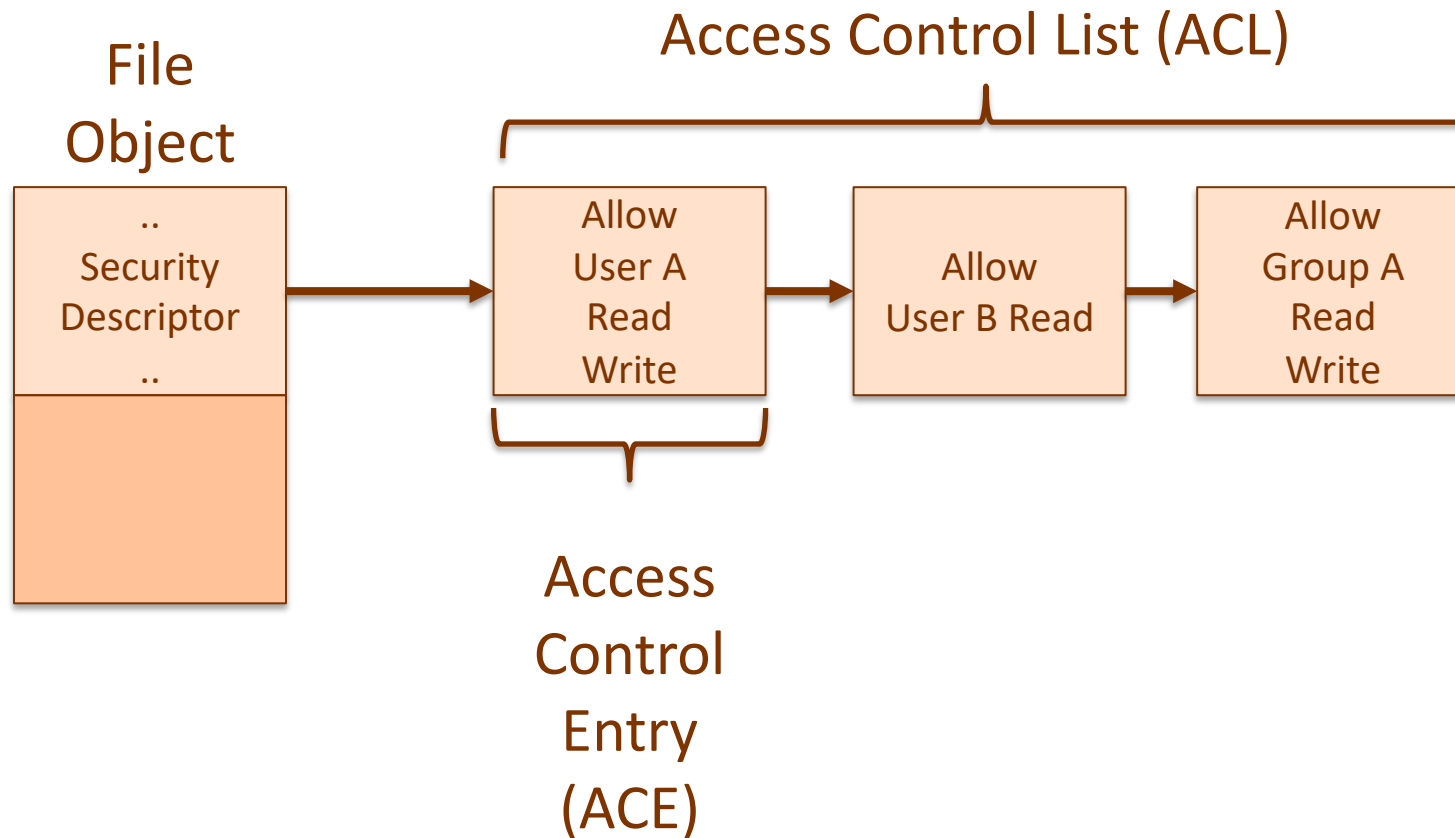 File
Object
Access Control List (ACL)
..
Security
Descriptor
..
Allow
User A
Read
Write
Allow
User B Read
Allow
Group A
Read
Write
Access
Control
Entry
(ACE)